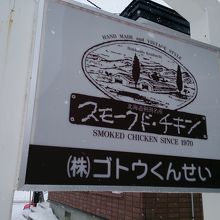 HAND MADE and VINTAGE STYLE
スモークド・チキン
SMOKED CHICKEN SINCE 1970
(株)ゴトウくんせい